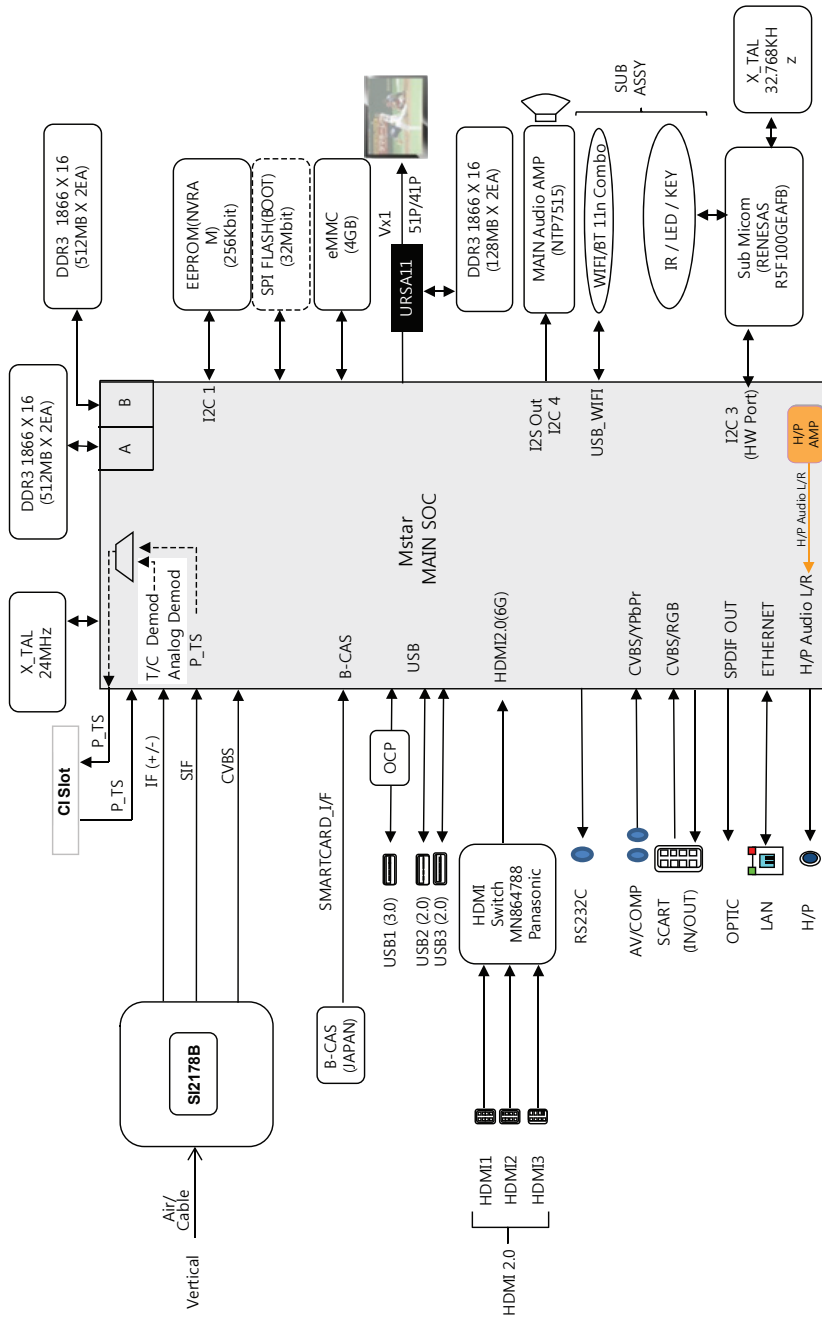 X_TAL
24MHz
DDR3 1866 X 16
(512MB X 2EA)
DDR3  1866 X 16
(512MB X 2EA)
CI Slot
P_TS
P_TS
IF (+/-)
SIF
CVBS
T/C  Demod
Analog Demod
P_TS
A
B
Vertical
Air/
Cable
SI2178B
I2C 1
EEPROM(NVRA
M)
(256Kbit)
SPI FLASH(BOOT)
(32Mbit)
eMMC
(4GB)
B-CAS
(JAPAN)
SMARTCARD_I/F
B-CAS
USB1 (3.0)
OCP
USB
USB2 (2.0)
USB3 (2.0)
Mstar
MAIN SOC
URSA11
Vx1
51P/41P
DDR3 1866 X 16
(128MB X 2EA)
HDMI 2.0
HDMI1
HDMI2
HDMI3
HDMI
Switch
MN864788
Panasonic
HDMI2.0(6G)
I2S Out
I2C 4
MAIN Audio AMP
(NTP7515)
USB_WIFI
WIFI/BT 11n Combo
SUB
ASSY
RS232C
IR / LED / KEY
AV/COMP
CVBS/YPbPr
SCART
(IN/OUT)
CVBS/RGB
OPTIC
SPDIF OUT
I2C 3
(HW Port)
Sub Micom
(RENESAS
R5F100GEAFB)
X_TAL
32.768KH
z
LAN
ETHERNET
H/P
H/P Audio L/R
H/P Audio L/R
H/P
AMP